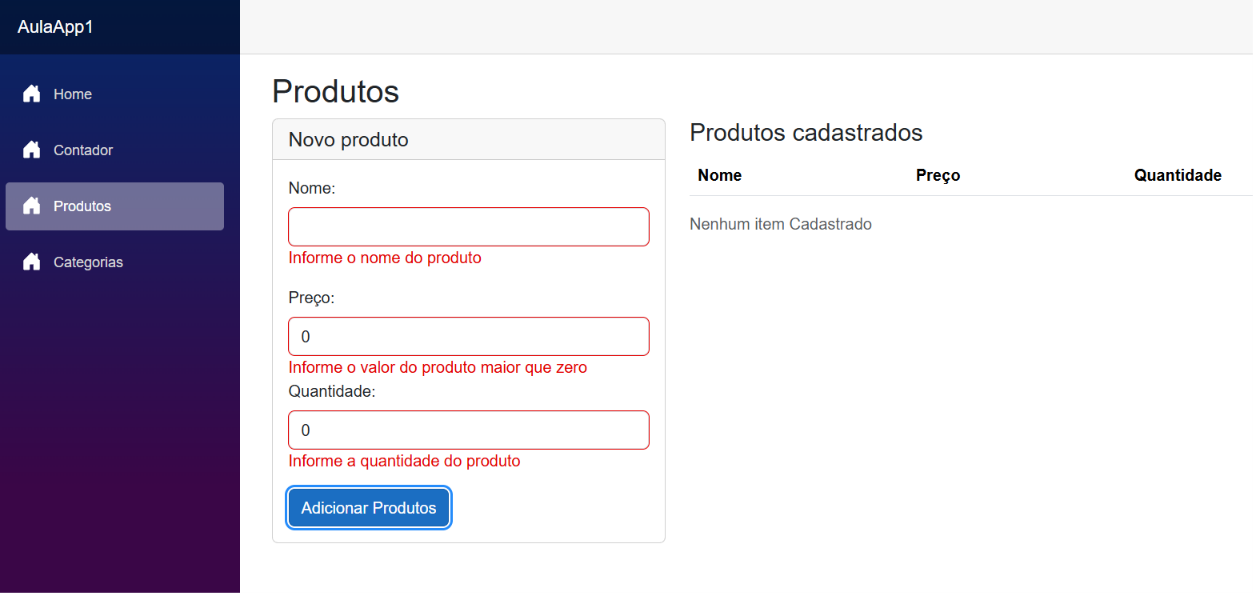 AulaApp1
Home
Contador
Produtos
Categorias
Produtos
Novo produto
Nome:
Informe o nome do produto
Preço:
0
Informe o valor do produto maior que zero
Quantidade:
0
Informe a quantidade do produto
Adicionar Produtos
Produtos cadastrados
Nome Preço Quantidade
Nenhum item Cadastrado